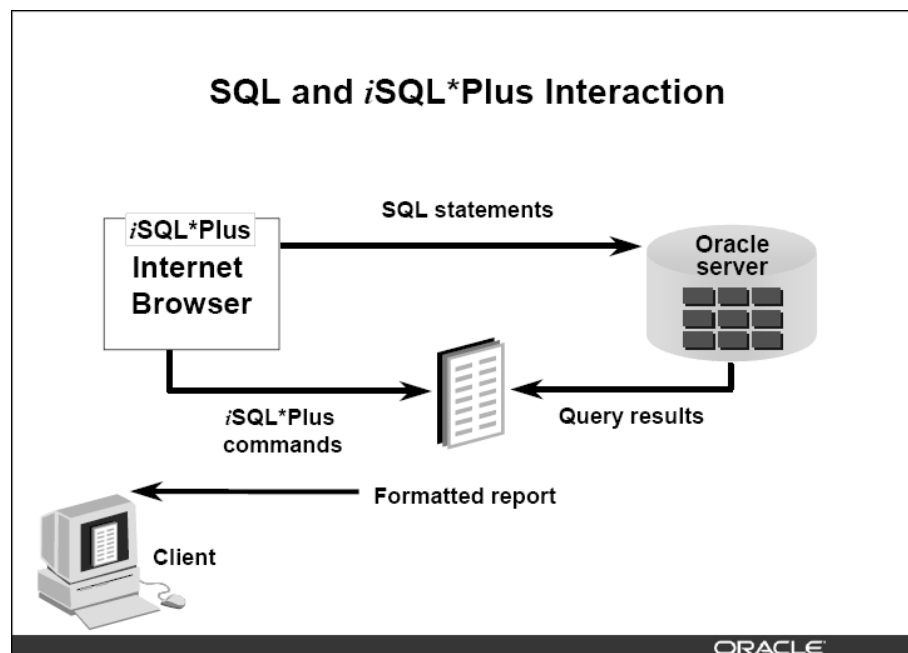 SQL and iSQL*Plus Interaction
SQL statements
iSQL*Plus
Internet
Browser
Oracle
server
iSQL*Plus
commands
Query results
Formatted report
Client
ORACLE